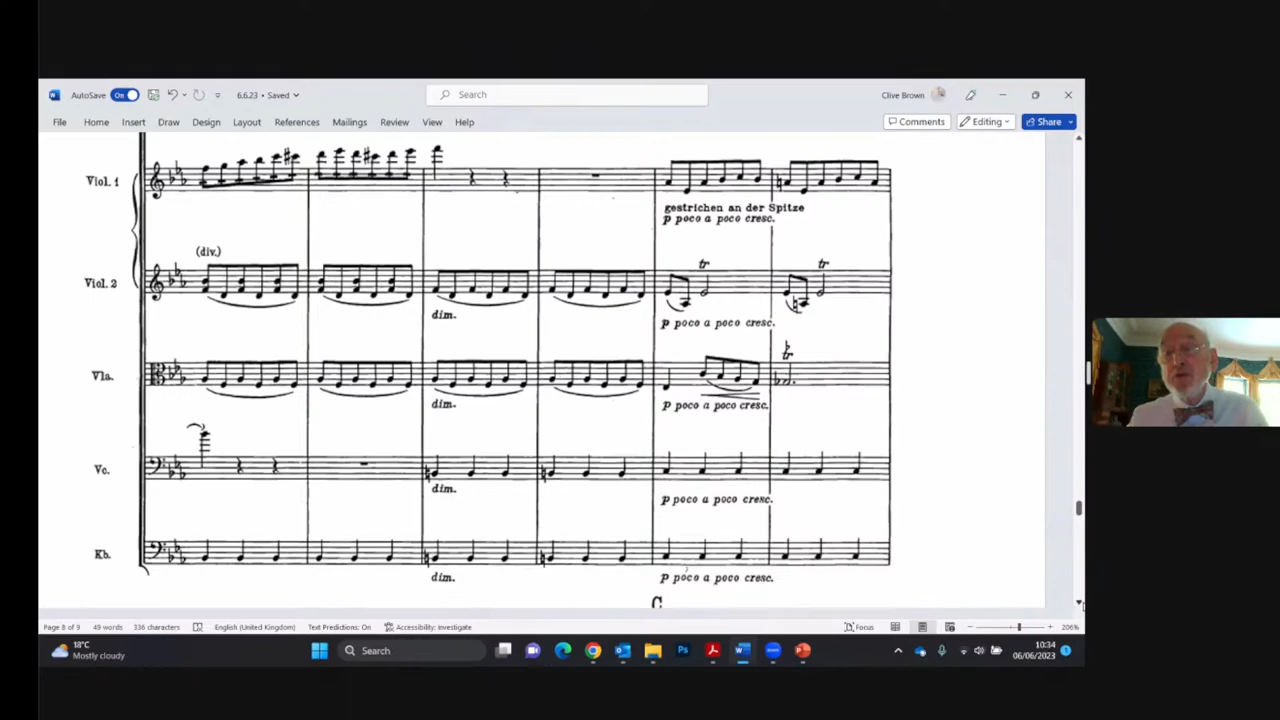 AutoSave On 6.6.23 • Saved Search Clive Brown
File Home Insert Draw Design Layout References Mailings Review View Help Comments Editing Share
Viol. 1
gestrichen an der Spitze
p poco a poco cresc.
(div.)
tr tr
Viol. 2
dim. p poco a poco cresc.
tr
Vla.
dim. p poco a poco cresc.
Vc.
dim. p poco a poco cresc.
Kb.
dim. p poco a poco cresc.
C
Page 8 of 9 49 words 336 characters English (United Kingdom) Text Predictions: On Accessibility: Investigate Focus 206%
18°C
Mostly cloudy
Search
10:34
06/06/2023